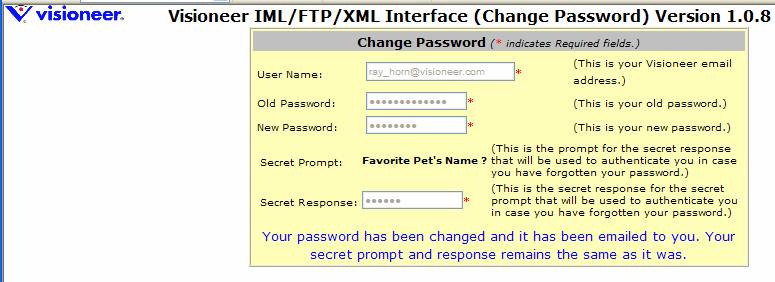 visioneer. Visioneer IML/FTP/XML Interface (Change Password) Version 1.0.8
Change Password (* indicates Required fields.)
User Name: ray_horn@visioneer.com * (This is your Visioneer email
address.)
Old Password: ●●●●●●●●●●●●● * (This is your old password.)
New Password: ●●●●●●●● * (This is your new password.)
(This is the prompt for the secret response
Secret Prompt: Favorite Pet's Name ? that will be used to authenticate you in case
you have forgotten your password.)
(This is the secret response for the secret
Secret Response: ●●●●●● * prompt that will be used to authenticate you
in case you have forgotten your password.)
Your password has been changed and it has been emailed to you. Your
secret prompt and response remains the same as it was.